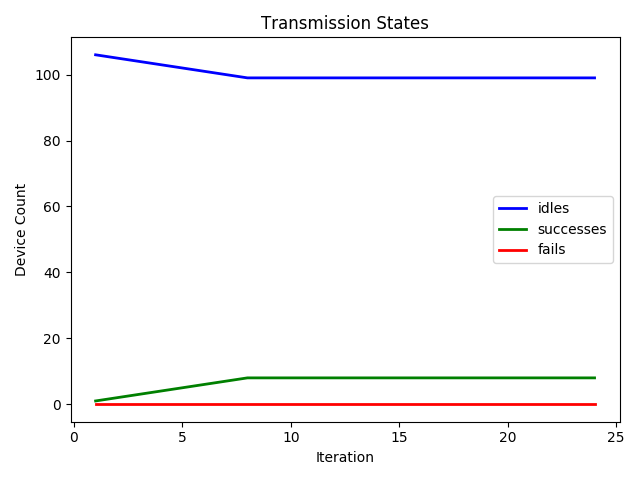 Transmission States
Device Count
100
80
60
40
20
0
idles
successes
fails
0 5 10 15 20 25
Iteration